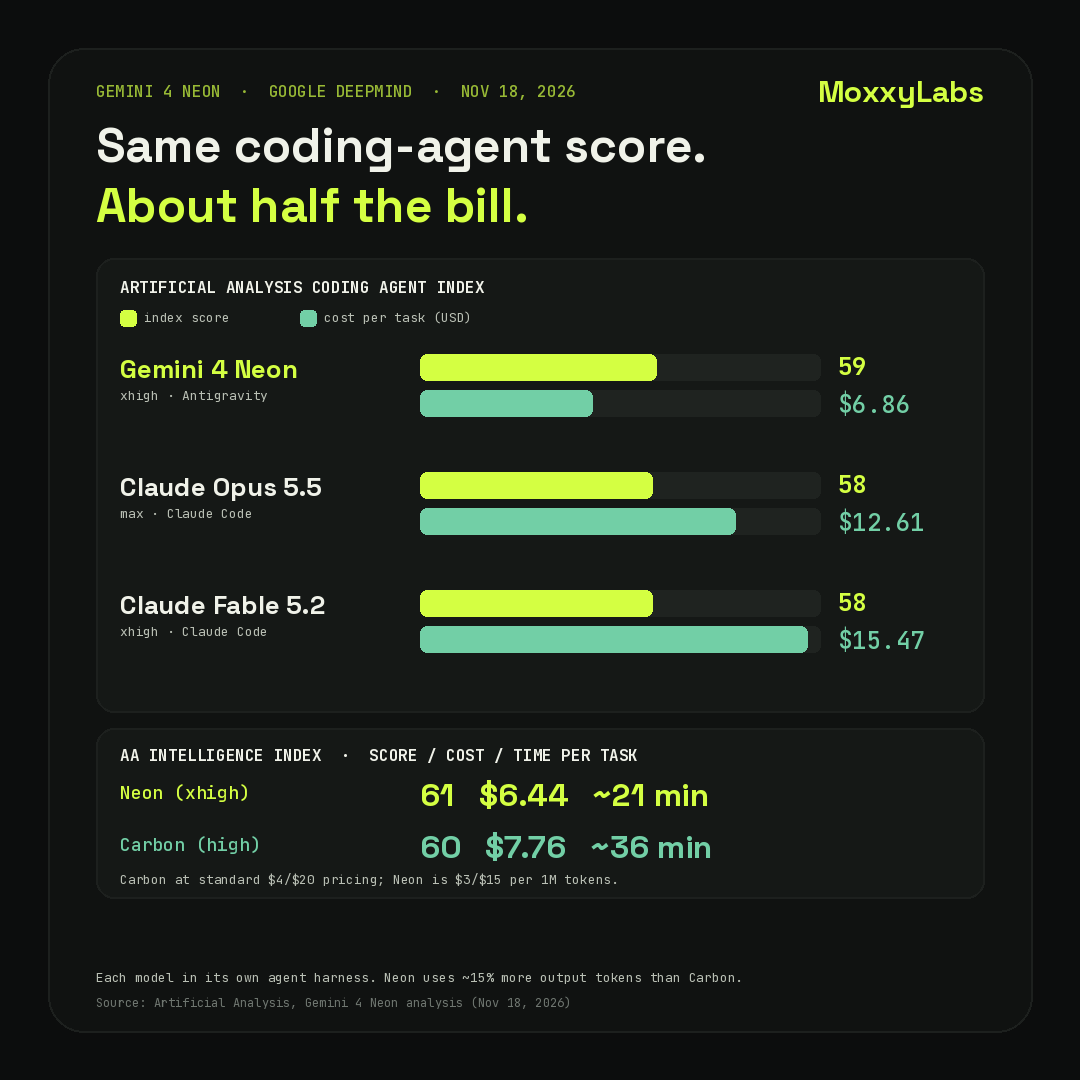 GEMINI 4 NEON · GOOGLE DEEPMIND · NOV 18, 2026
MoxxyLabs
Same coding-agent score.
About half the bill.
ARTIFICIAL ANALYSIS CODING AGENT INDEX
index score
cost per task (USD)
Gemini 4 Neon
xhigh · Antigravity
59
$6.86
Claude Opus 5.5
max · Claude Code
58
$12.61
Claude Fable 5.2
xhigh · Claude Code
58
$15.47
AA INTELLIGENCE INDEX · SCORE / COST / TIME PER TASK
Neon (xhigh) 61 $6.44 ~21 min
Carbon (high) 60 $7.76 ~36 min
Carbon at standard $4/$20 pricing; Neon is $3/$15 per 1M tokens.
Each model in its own agent harness. Neon uses ~15% more output tokens than Carbon.
Source: Artificial Analysis, Gemini 4 Neon analysis (Nov 18, 2026)